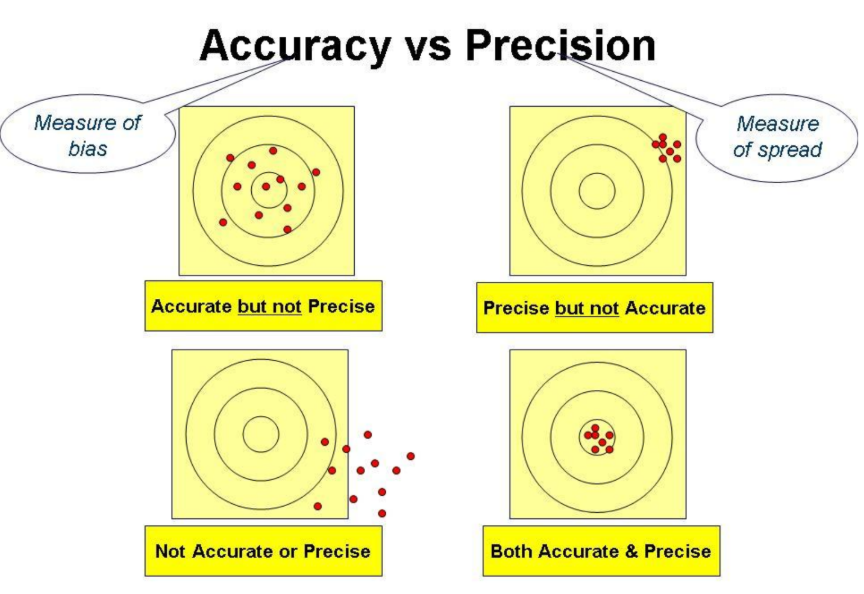 Accuracy vs Precision
Measure of
bias
Measure
of spread
Accurate but not Precise
Precise but not Accurate
Not Accurate or Precise
Both Accurate & Precise